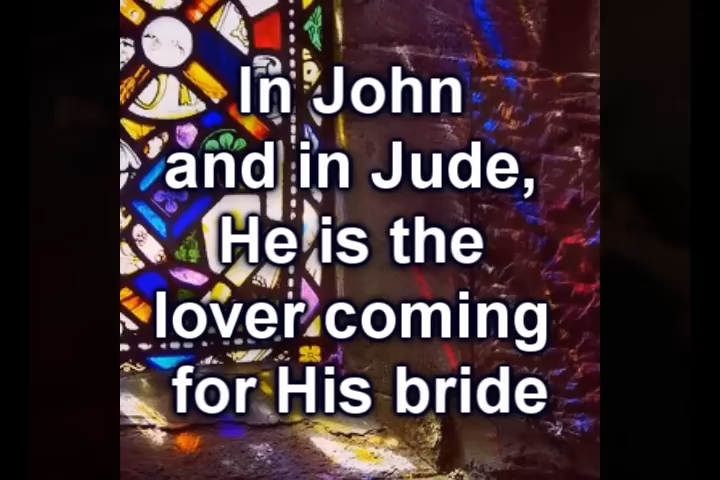 In John
and in Jude,
He is the
lover coming
for His bride